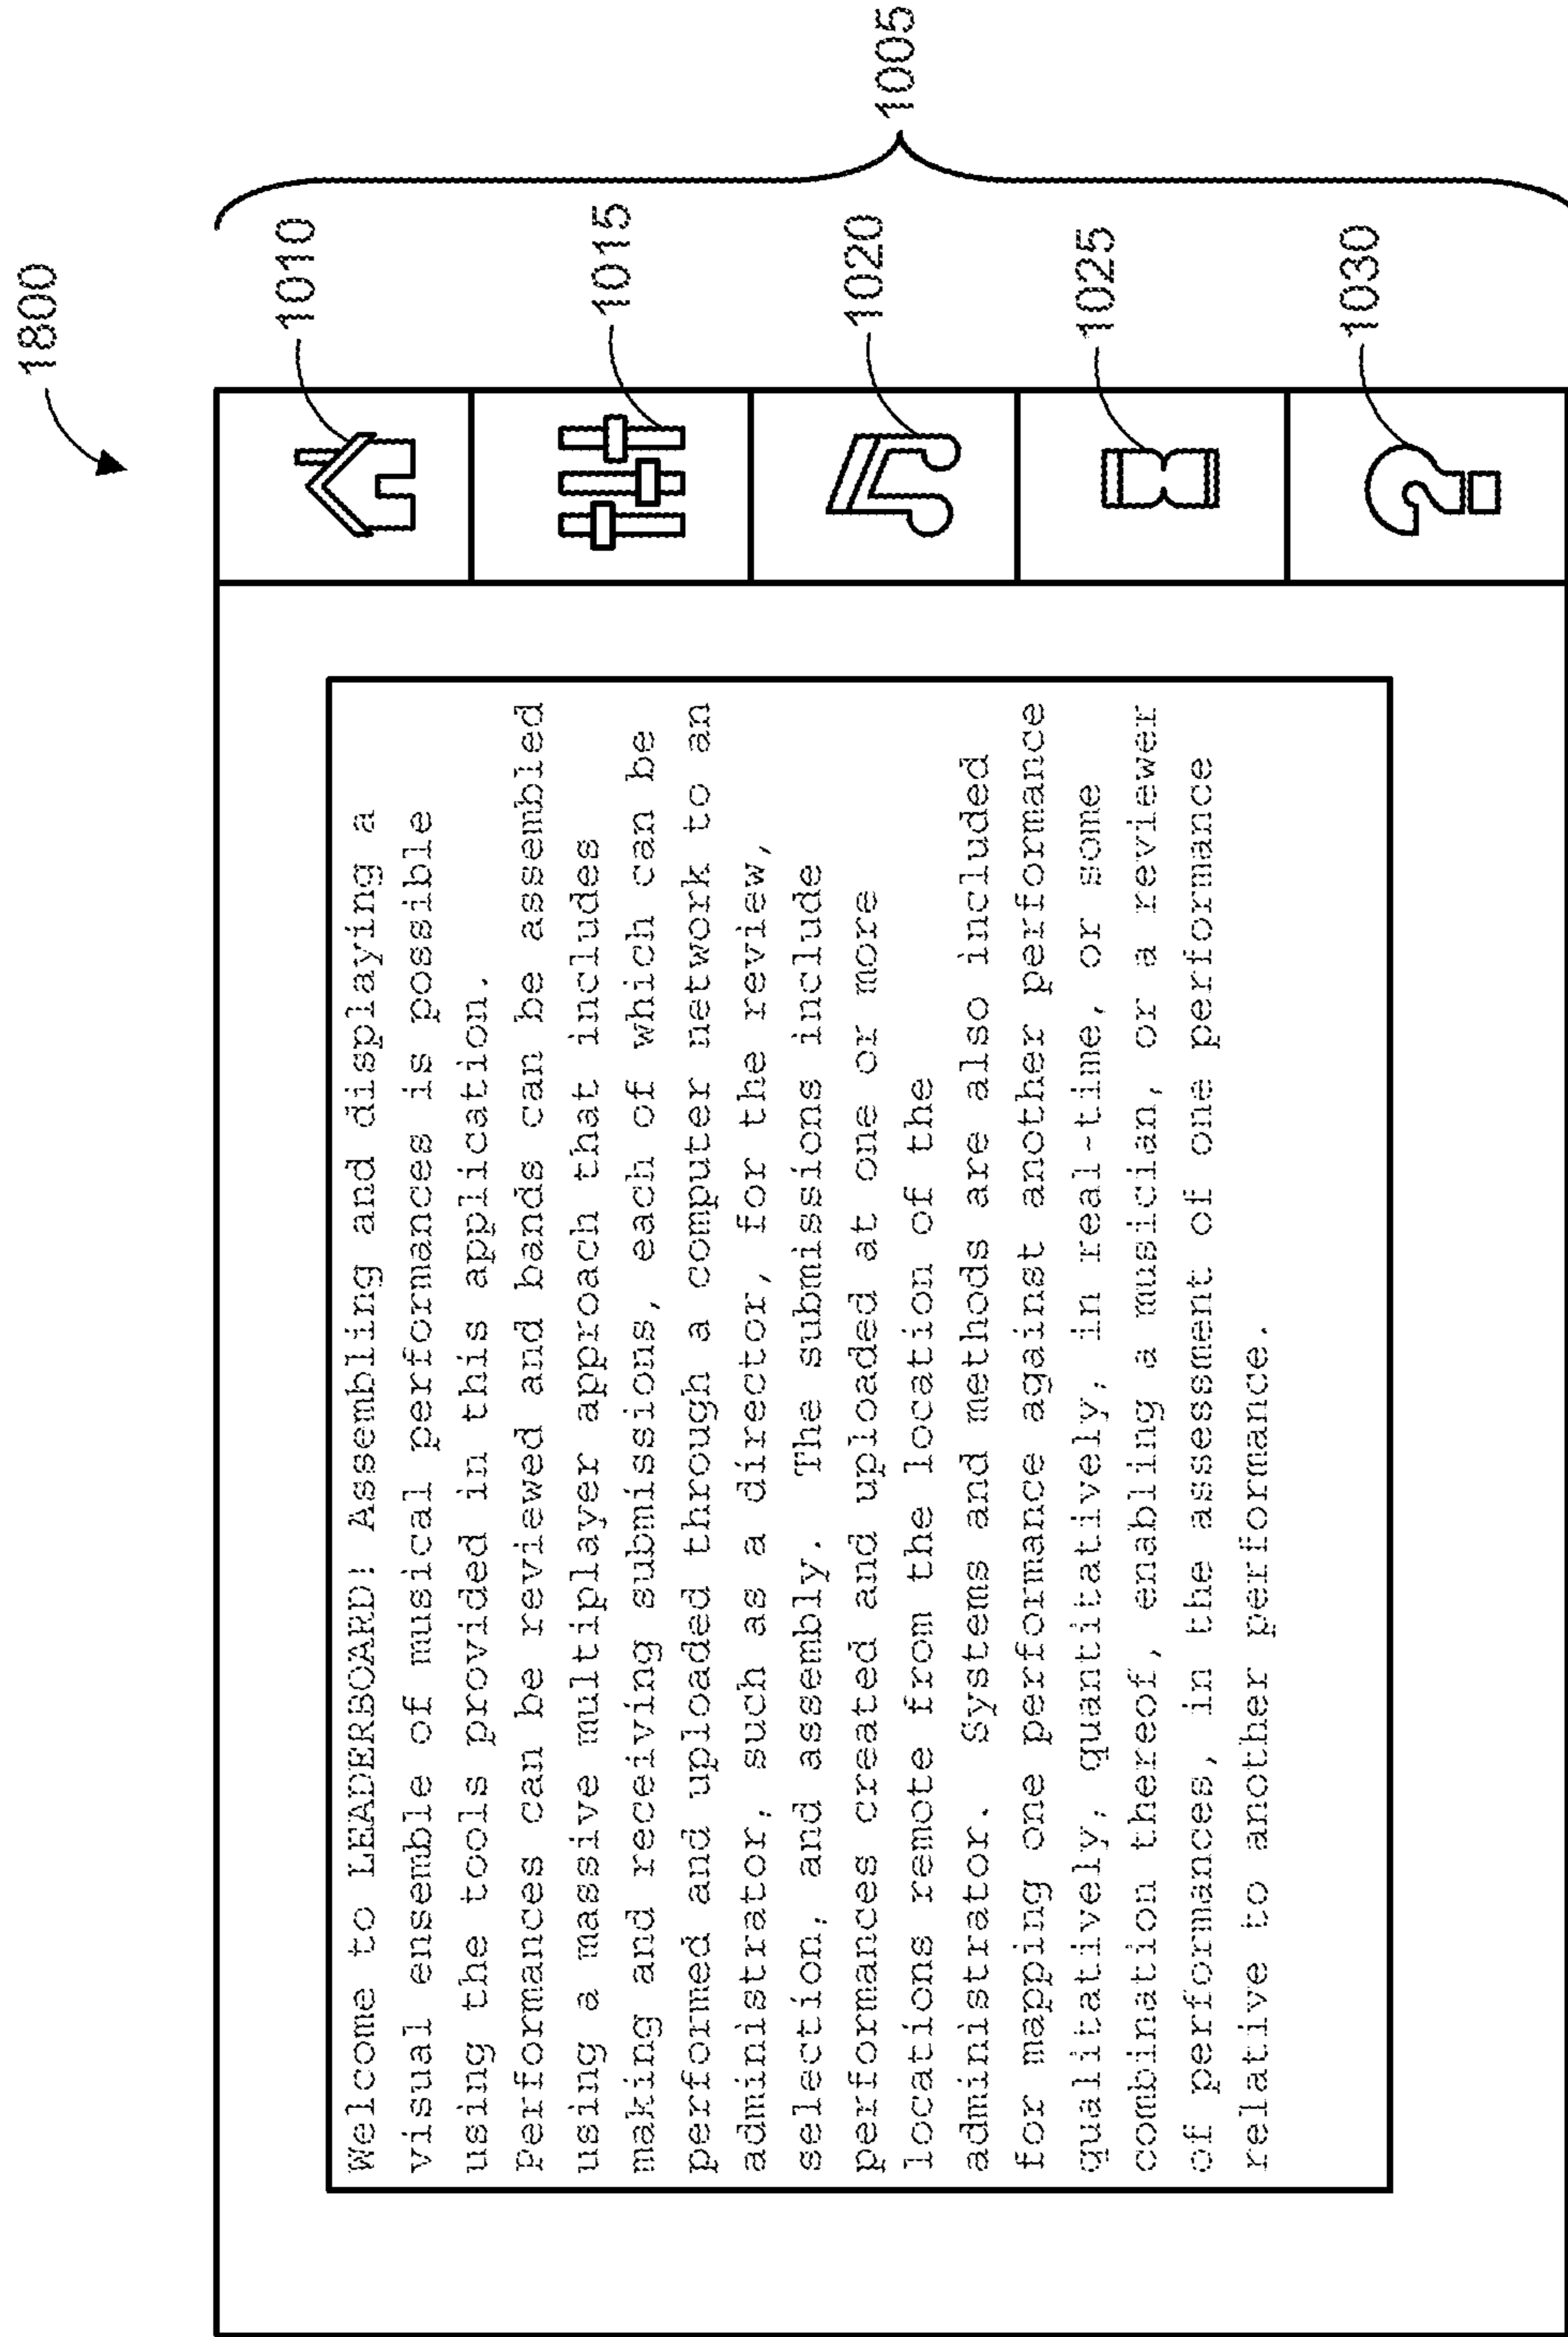 1800
1005
1010
1015
1020
1025
1030
Welcome to LEADERBOARD! Assembling and displaying a
visual ensemble of musical performances is possible
using the tools provided in this application.
Performances can be reviewed and bands can be assembled
using a massive multiplayer approach that includes
making and receiving submissions, each of which can be
performed and uploaded through a computer network to an
administrator, such as a director, for the review,
selection, and assembly. The submissions include
performances created and uploaded at one or more
locations remote from the location of the
administrator. Systems and methods are also included
for mapping one performance against another performance
qualitatively, quantitatively, in real-time, or some
combination thereof, enabling a musician, or a reviewer
of performances, in the assessment of one performance
relative to another performance.